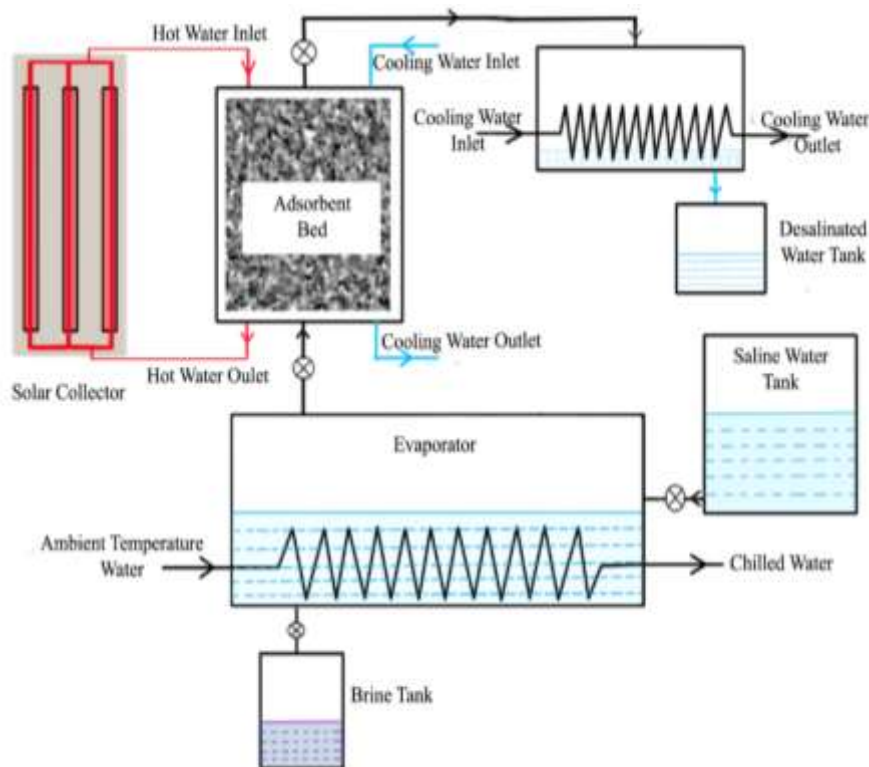 Hot Water Inlet
Cooling Water Inlet
Cooling Water
Inlet
Cooling Water
Outlet
Adsorbent
Bed
Desalinated
Water Tank
Cooling Water Outlet
Hot Water Oulet
Solar Collector
Saline Water
Tank
Evaporator
Ambient Temperature
Water
Chilled Water
Brine Tank